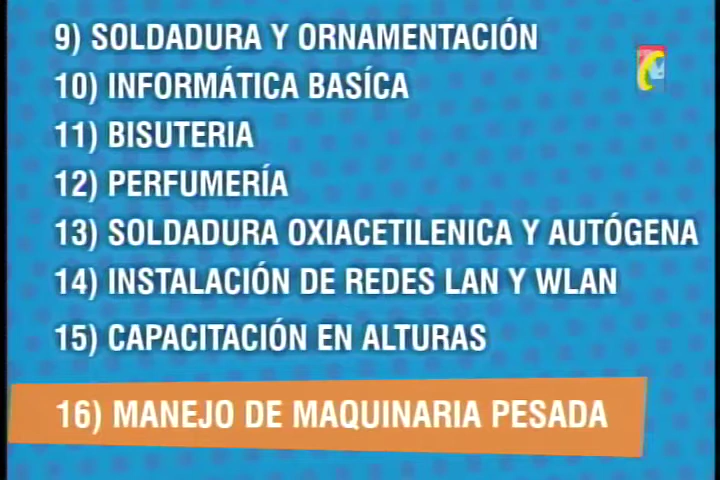 9) SOLDADURA Y ORNAMENTACIÓN
10) INFORMÁTICA BASÍCA
11) BISUTERIA
12) PERFUMERÍA
13) SOLDADURA OXIACETILENICA Y AUTÓGENA
14) INSTALACIÓN DE REDES LAN Y WLAN
15) CAPACITACIÓN EN ALTURAS
16) MANEJO DE MAQUINARIA PESADA